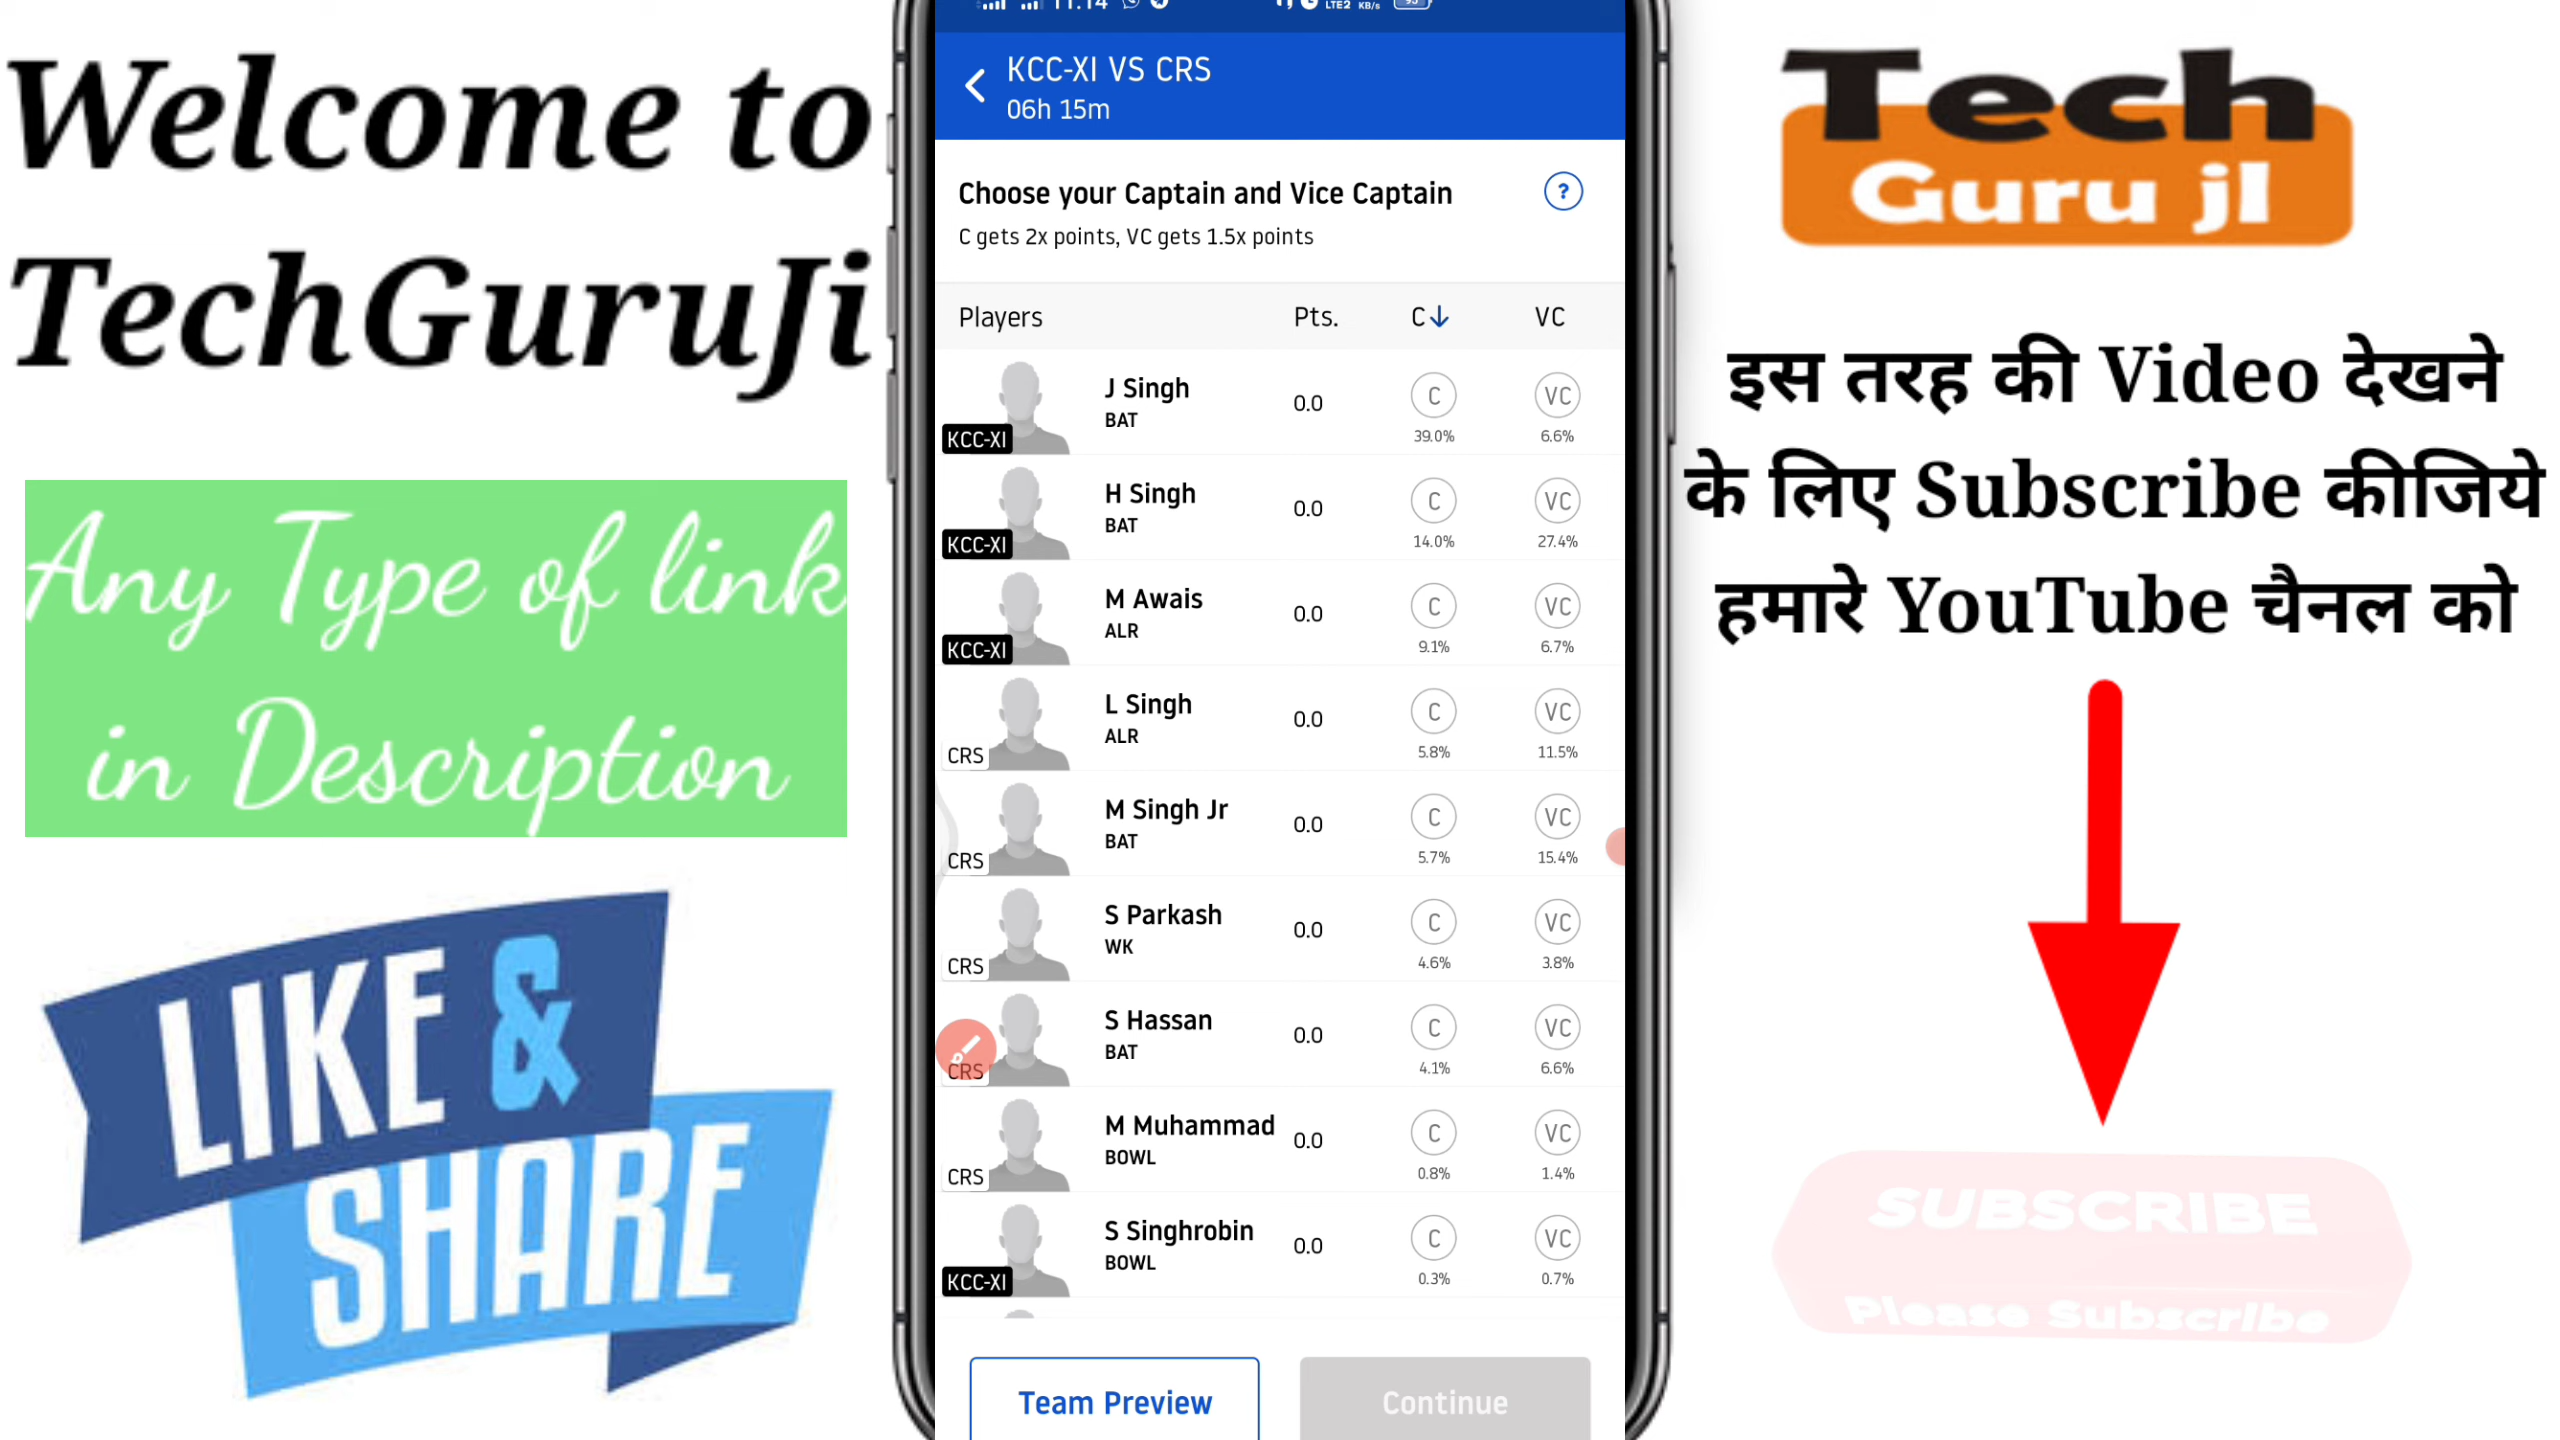 Welcome to
TechGuruJi
Any Type of link
in Description
LIKE &
SHARE
11:14 LTE2 KB/s 95
KCC-XI VS CRS
06h 15m
Choose your Captain and Vice Captain ?
C gets 2x points, VC gets 1.5x points
Players Pts. C↓ VC
J Singh
BAT
KCC-XI
0.0 C VC
39.0% 6.6%
H Singh
BAT
KCC-XI
0.0 C VC
14.0% 27.4%
M Awais
ALR
KCC-XI
0.0 C VC
9.1% 6.7%
L Singh
ALR
CRS
0.0 C VC
5.8% 11.5%
M Singh Jr
BAT
CRS
0.0 C VC
5.7% 15.4%
S Parkash
WK
CRS
0.0 C VC
4.6% 3.8%
S Hassan
BAT
CRS
0.0 C VC
4.1% 6.6%
M Muhammad
BOWL
CRS
0.0 C VC
0.8% 1.4%
S Singhrobin
BOWL
KCC-XI
0.0 C VC
0.3% 0.7%
Team Preview Continue
Tech
Guru jI
इस तरह की Video देखने
के लिए Subscribe कीजिये
हमारे YouTube चैनल को
SUBSCRIBE
Please Subscribe